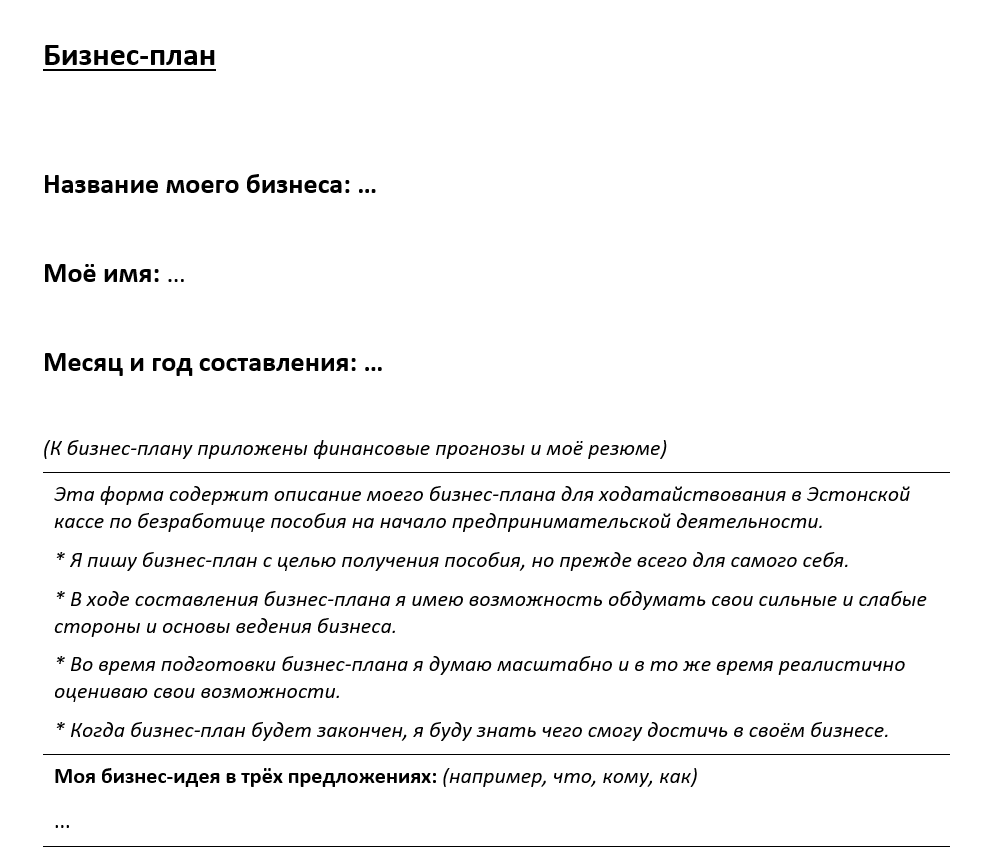 Бизнес-план
Название моего бизнеса: ...
Моё имя: ...
Месяц и год составления: ...
(К бизнес-плану приложены финансовые прогнозы и моё резюме)
Эта форма содержит описание моего бизнес-плана для ходатайствования в Эстонской
кассе по безработице пособия на начало предпринимательской деятельности.
* Я пишу бизнес-план с целью получения пособия, но прежде всего для самого себя.
* В ходе составления бизнес-плана я имею возможность обдумать свои сильные и слабые
стороны и основы ведения бизнеса.
* Во время подготовки бизнес-плана я думаю масштабно и в то же время реалистично
оцениваю свои возможности.
* Когда бизнес-план будет закончен, я буду знать чего смогу достичь в своём бизнесе.
Моя бизнес-идея в трёх предложениях: (например, что, кому, как)
...